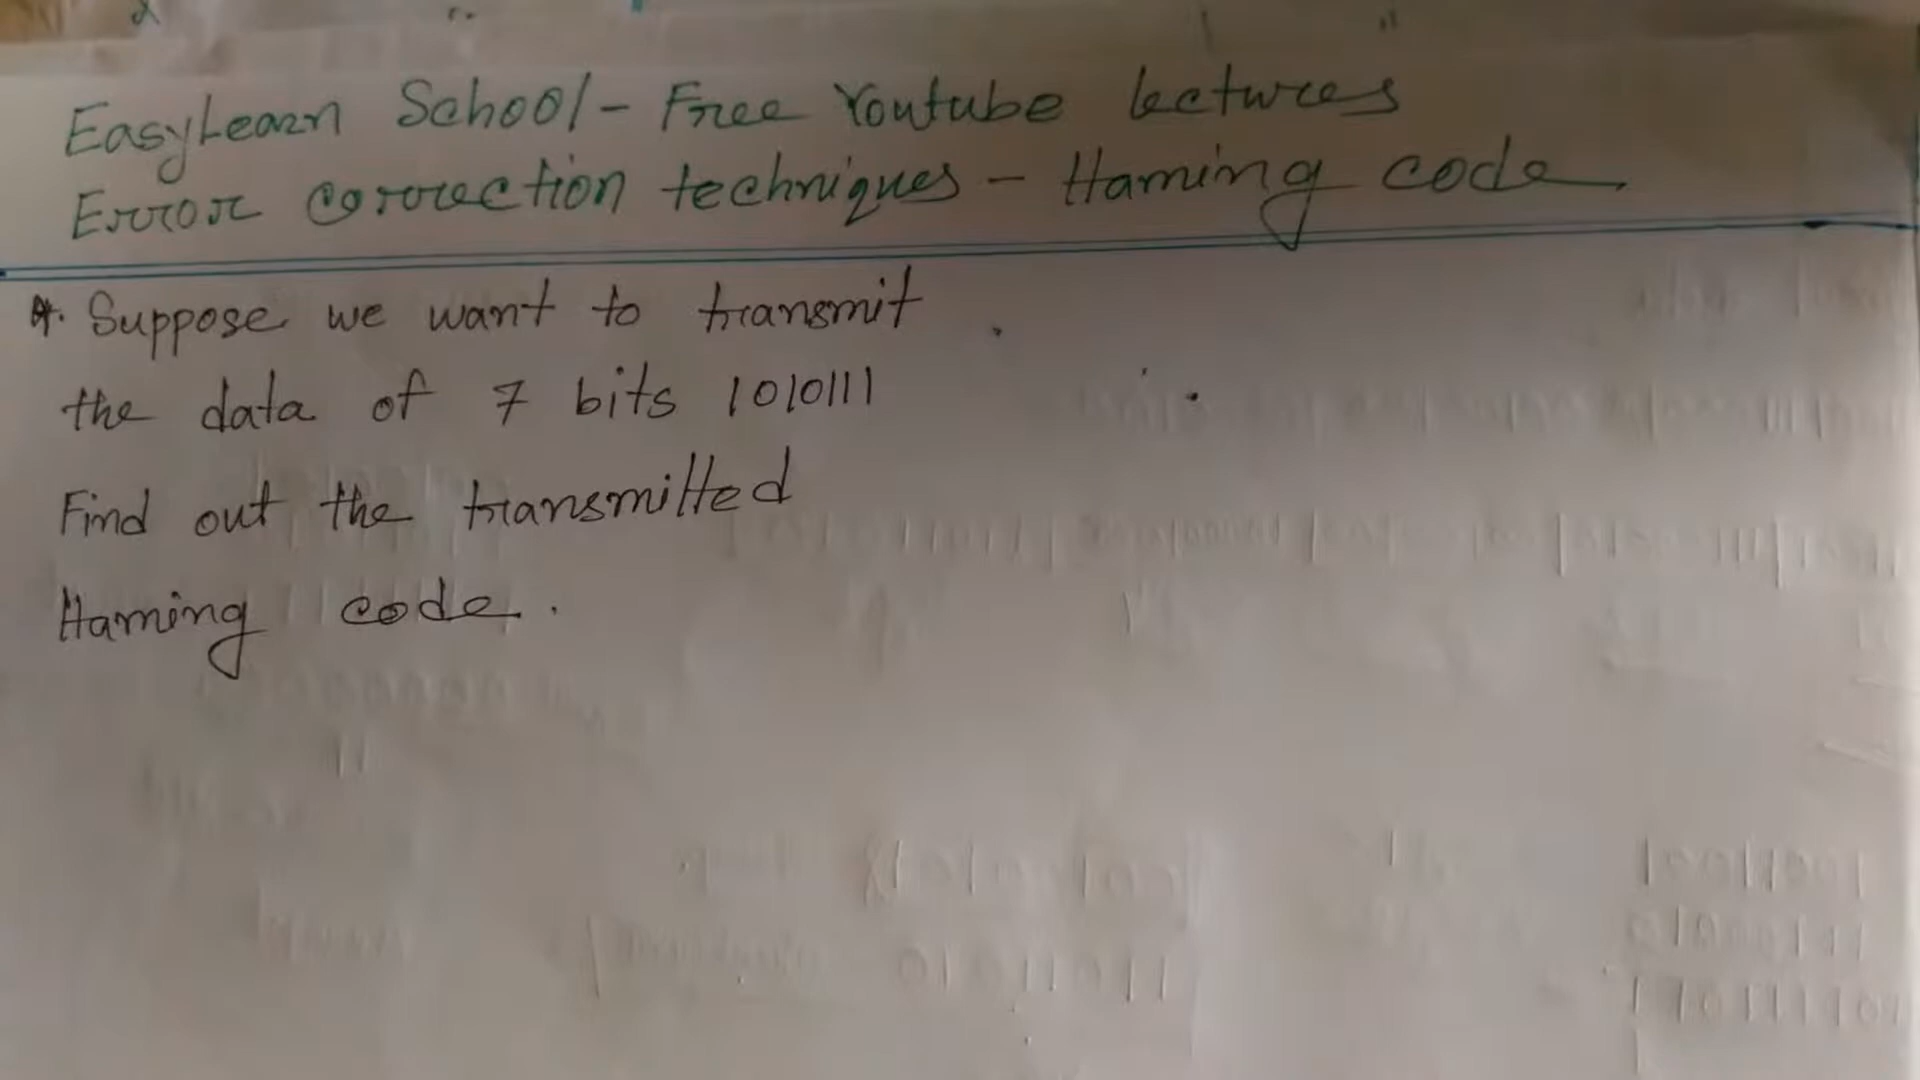 EasyLearn School - Free Youtube lectures
Error correction techniques - Haming code.
Suppose we want to transmit
the data of 7 bits 1010111
Find out the transmitted
Haming code.